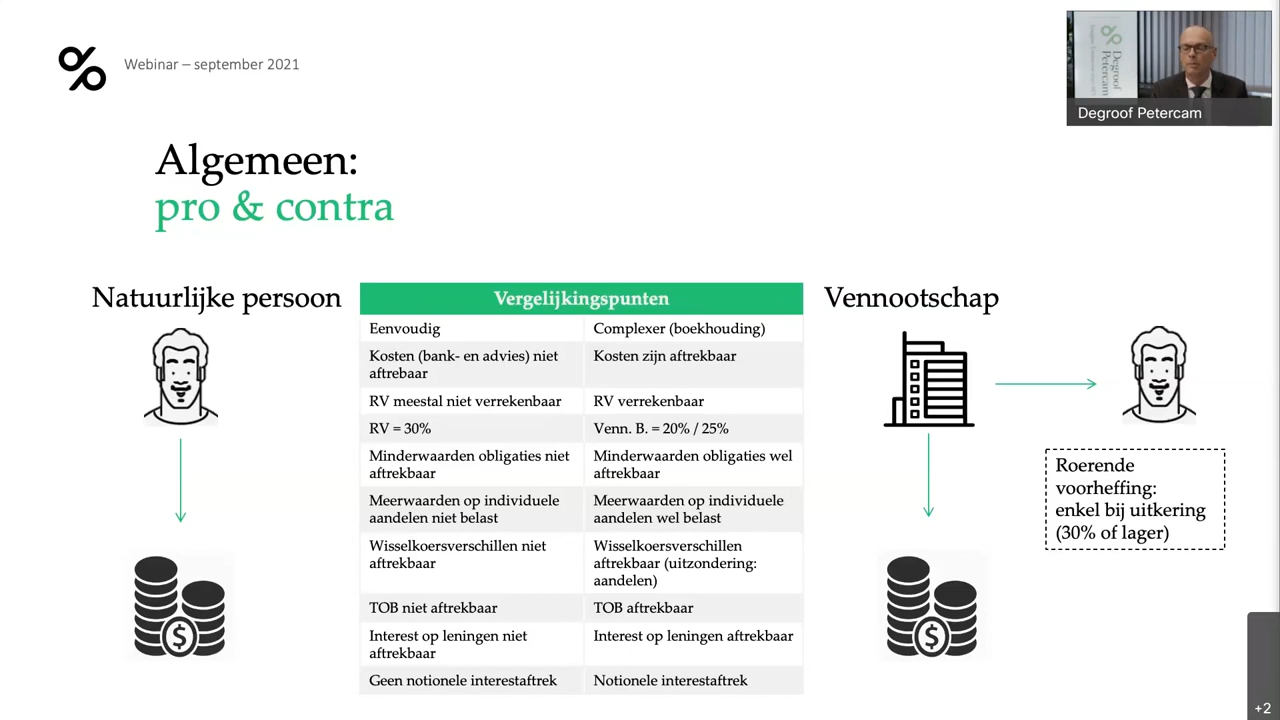 Webinar – september 2021
Degroof Petercam
Degroof
Petercam
Algemeen:
pro & contra
Natuurlijke persoon
Vergelijkingspunten
Eenvoudig
Complexer (boekhouding)
Kosten (bank- en advies) niet
aftrebaar
Kosten zijn aftrekbaar
RV meestal niet verrekenbaar
RV verrekenbaar
RV = 30%
Venn. B. = 20% / 25%
Minderwaarden obligaties niet
aftrekbaar
Minderwaarden obligaties wel
aftrekbaar
Meerwaarden op individuele
aandelen niet belast
Meerwaarden op individuele
aandelen wel belast
Wisselkoersverschillen niet
aftrekbaar
Wisselkoersverschillen
aftrekbaar (uitzondering:
aandelen)
TOB niet aftrekbaar
TOB aftrekbaar
Interest op leningen niet
aftrekbaar
Interest op leningen aftrekbaar
Geen notionele interestaftrek
Notionele interestaftrek
Vennootschap
Roerende
voorheffing:
enkel bij uitkering
(30% of lager)
$
$
+2